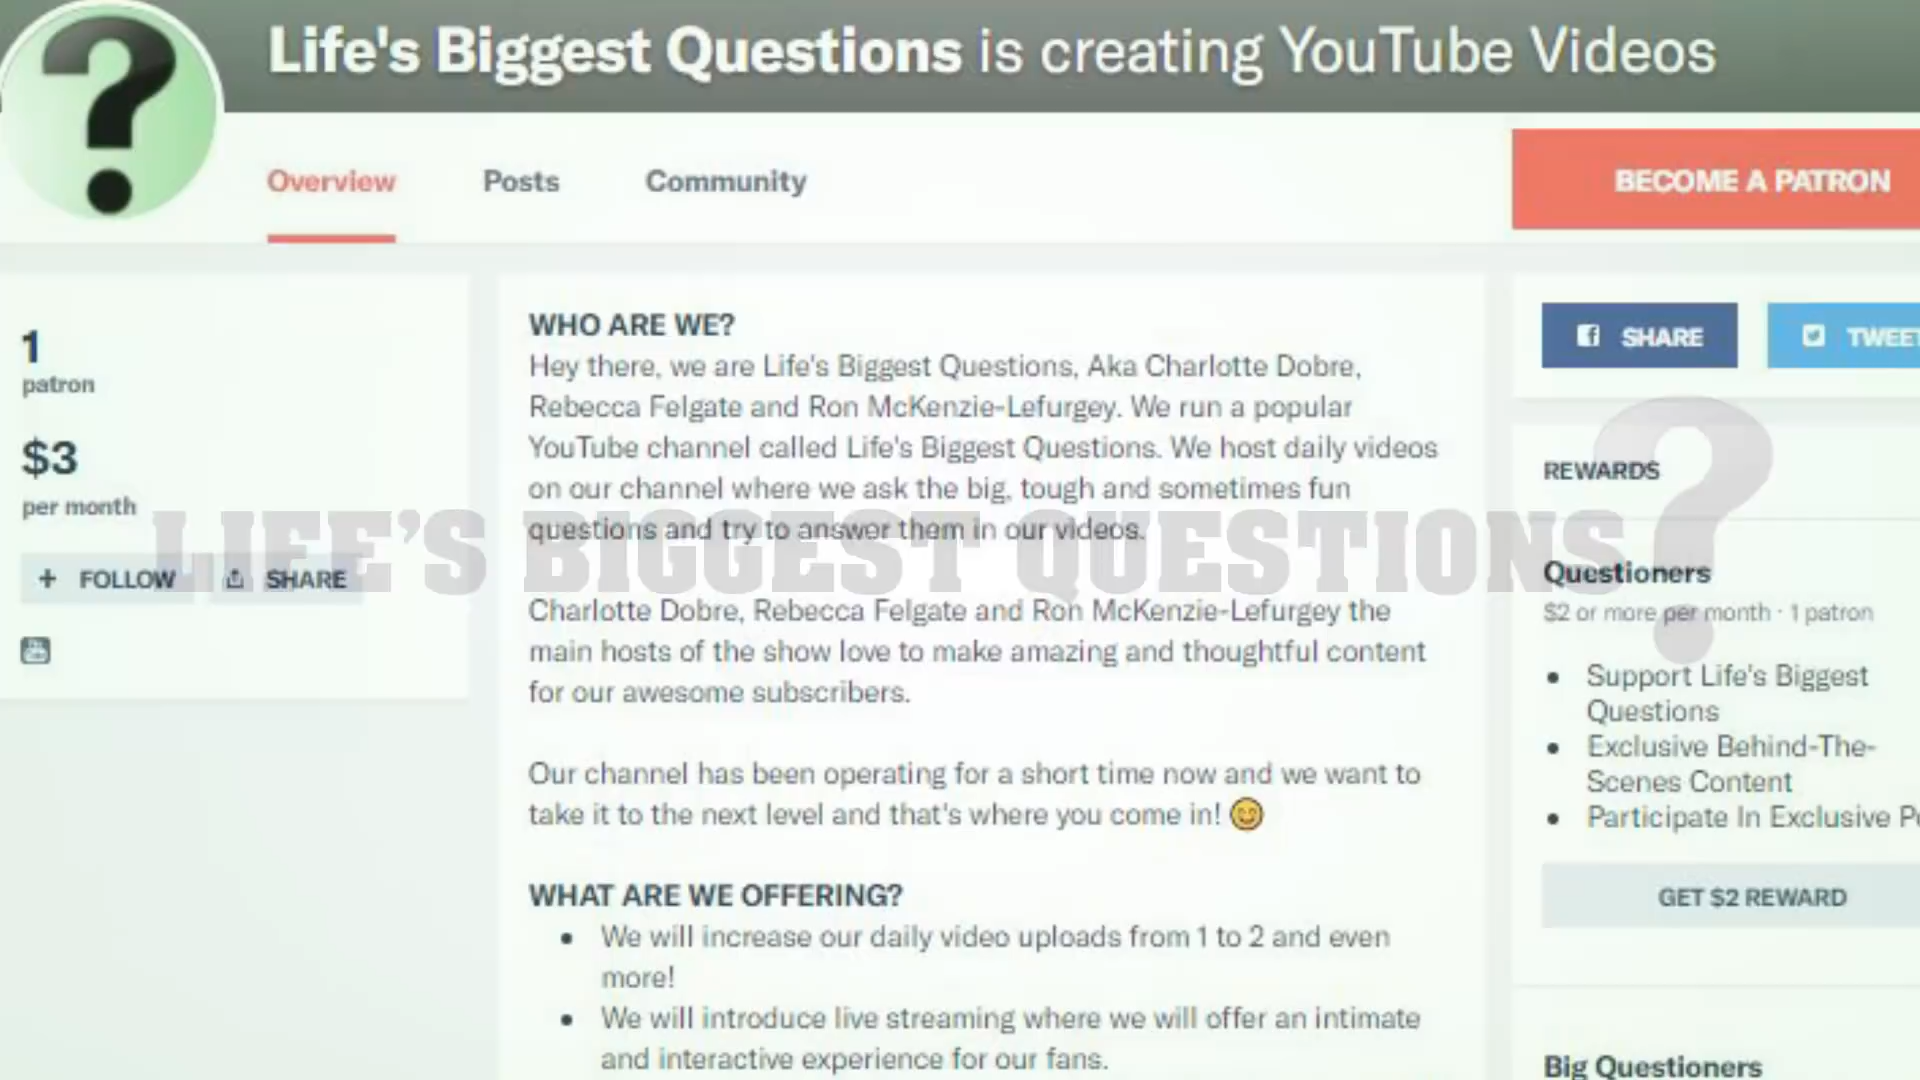 Life's Biggest Questions is creating YouTube Videos
Overview
Posts
Community
BECOME A PATRON
1
patron
$3
per month
+ FOLLOW
SHARE
WHO ARE WE?
Hey there, we are Life's Biggest Questions, Aka Charlotte Dobre,
Rebecca Felgate and Ron McKenzie-Lefurgey. We run a popular
YouTube channel called Life's Biggest Questions. We host daily videos
on our channel where we ask the big, tough and sometimes fun
questions and try to answer them in our videos.
Charlotte Dobre, Rebecca Felgate and Ron McKenzie-Lefurgey the
main hosts of the show love to make amazing and thoughtful content
for our awesome subscribers.
Our channel has been operating for a short time now and we want to
take it to the next level and that's where you come in! 😊
WHAT ARE WE OFFERING?
• We will increase our daily video uploads from 1 to 2 and even
more!
• We will introduce live streaming where we will offer an intimate
and interactive experience for our fans.
SHARE
TWEET
REWARDS
Questioners
$2 or more per month · 1 patron
• Support Life's Biggest
Questions
• Exclusive Behind-The-
Scenes Content
• Participate In Exclusive
GET $2 REWARD
Big Questioners
LIFE'S BIGGEST QUESTIONS?